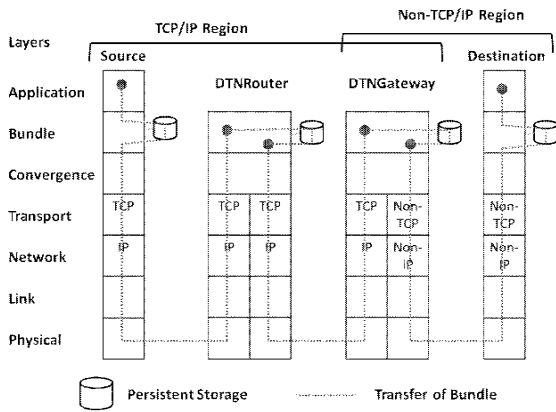 Non-TCP/IP Region
TCP/IP Region
Layers
Source
Destination
DTNRouter
DTNGateway
Application
Bundle
Convergence
Transport
TCP
TCP
TCP
TCP
Non-
TCP
Non-
TCP
Network
IP
IP
IP
IP
Non-
IP
Non-
IP
Link
Physical
Persistent Storage
Transfer of Bundle